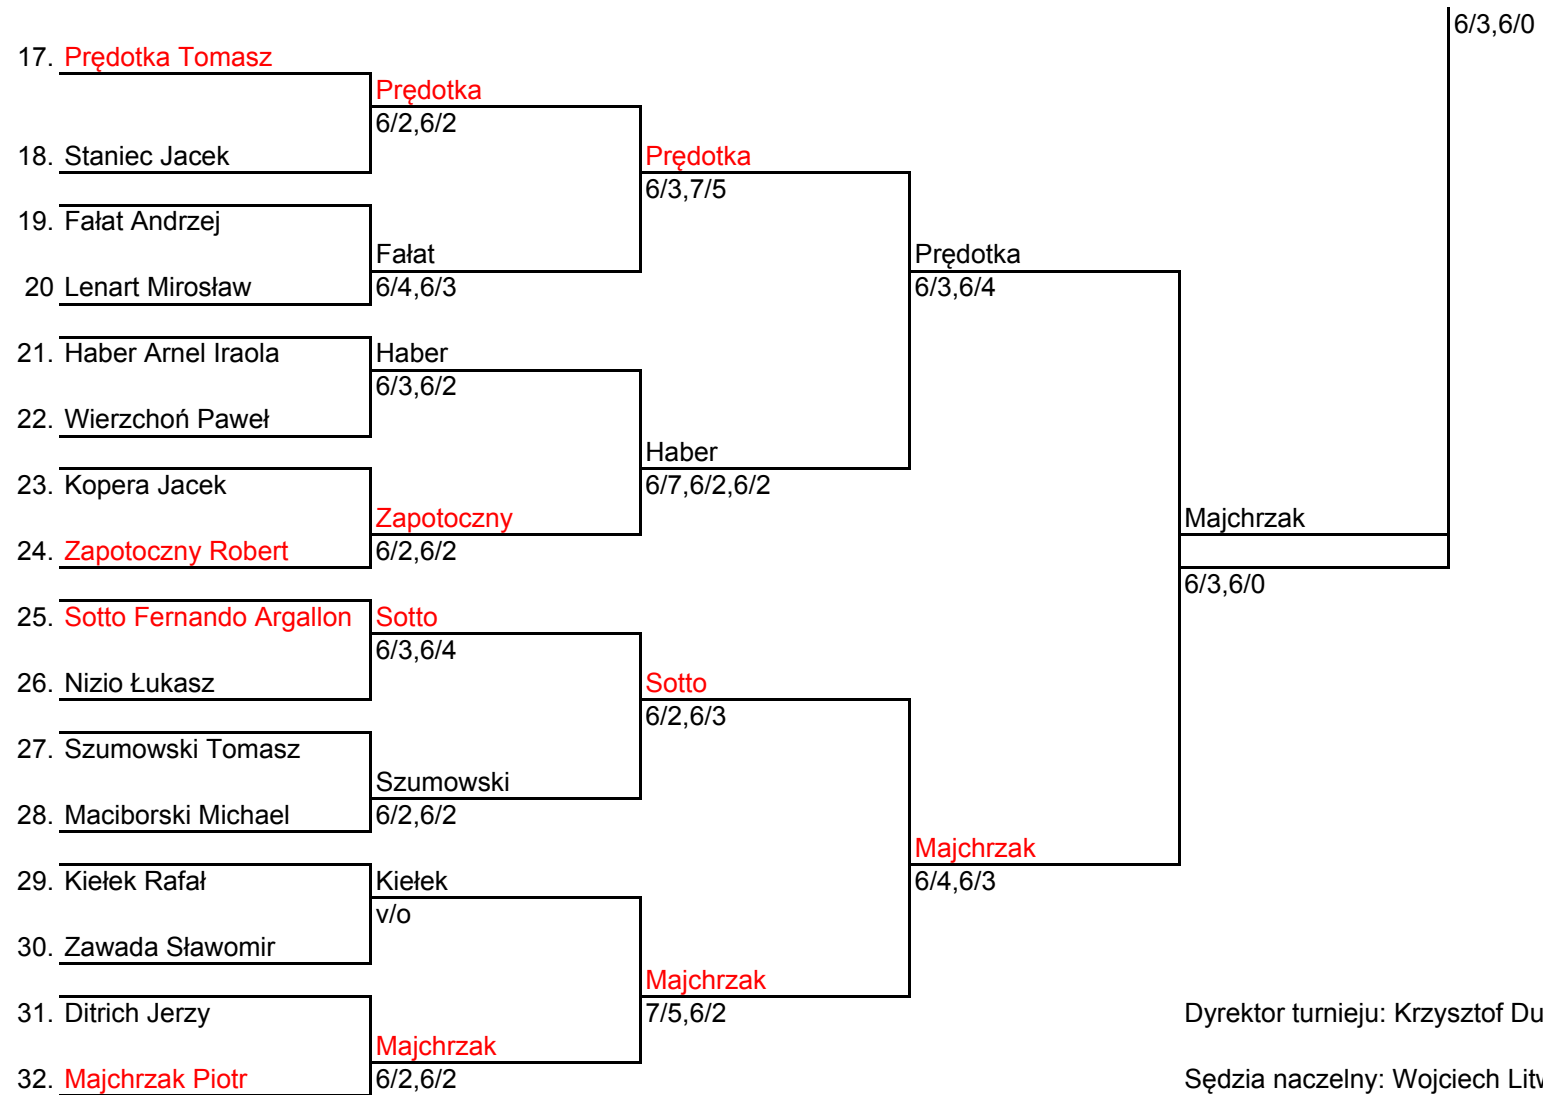 6/3,6/0
17. Prędotka Tomasz
Prędotka
6/2,6/2
18. Staniec Jacek
Prędotka
6/3,7/5
19. Fałat Andrzej
Fałat
Prędotka
20 Lenart Mirosław
6/4,6/3
6/3,6/4
21. Haber Arnel Iraola
Haber
6/3,6/2
22. Wierzchoń Paweł
Haber
23. Kopera Jacek
6/7,6/2,6/2
Zapotoczny
Majchrzak
24. Zapotoczny Robert
6/2,6/2
6/3,6/0
25. Sotto Fernando Argallon
Sotto
6/3,6/4
26. Nizio Łukasz
Sotto
6/2,6/3
27. Szumowski Tomasz
Szumowski
28. Maciborski Michael
6/2,6/2
Majchrzak
29. Kiełek Rafał
Kiełek
6/4,6/3
v/o
30. Zawada Sławomir
Majchrzak
31. Ditrich Jerzy
7/5,6/2
Dyrektor turnieju: Krzysztof Du
Majchrzak
32. Majchrzak Piotr
6/2,6/2
Sędzia naczelny: Wojciech Lit